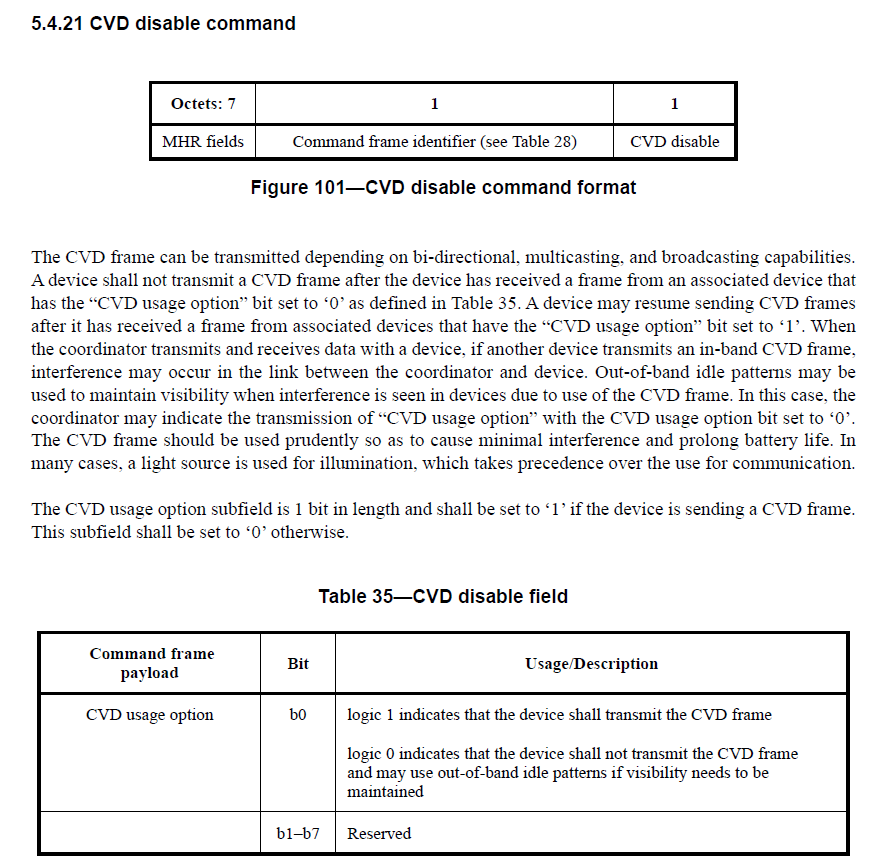 5.4.21 CVD disable command
Octets: 7 1 1
MHR fields Command frame identifier (see Table 28) CVD disable
Figure 101—CVD disable command format
The CVD frame can be transmitted depending on bi-directional, multicasting, and broadcasting capabilities.
A device shall not transmit a CVD frame after the device has received a frame from an associated device that
has the “CVD usage option” bit set to ‘0’ as defined in Table 35. A device may resume sending CVD frames
after it has received a frame from associated devices that have the “CVD usage option” bit set to ‘1’. When
the coordinator transmits and receives data with a device, if another device transmits an in-band CVD frame,
interference may occur in the link between the coordinator and device. Out-of-band idle patterns may be
used to maintain visibility when interference is seen in devices due to use of the CVD frame. In this case, the
coordinator may indicate the transmission of “CVD usage option” with the CVD usage option bit set to ‘0’.
The CVD frame should be used prudently so as to cause minimal interference and prolong battery life. In
many cases, a light source is used for illumination, which takes precedence over the use for communication.
The CVD usage option subfield is 1 bit in length and shall be set to ‘1’ if the device is sending a CVD frame.
This subfield shall be set to ‘0’ otherwise.
Table 35—CVD disable field
Command frame
payload
Bit
Usage/Description
CVD usage option b0 logic 1 indicates that the device shall transmit the CVD frame
logic 0 indicates that the device shall not transmit the CVD frame
and may use out-of-band idle patterns if visibility needs to be
maintained
b1–b7 Reserved